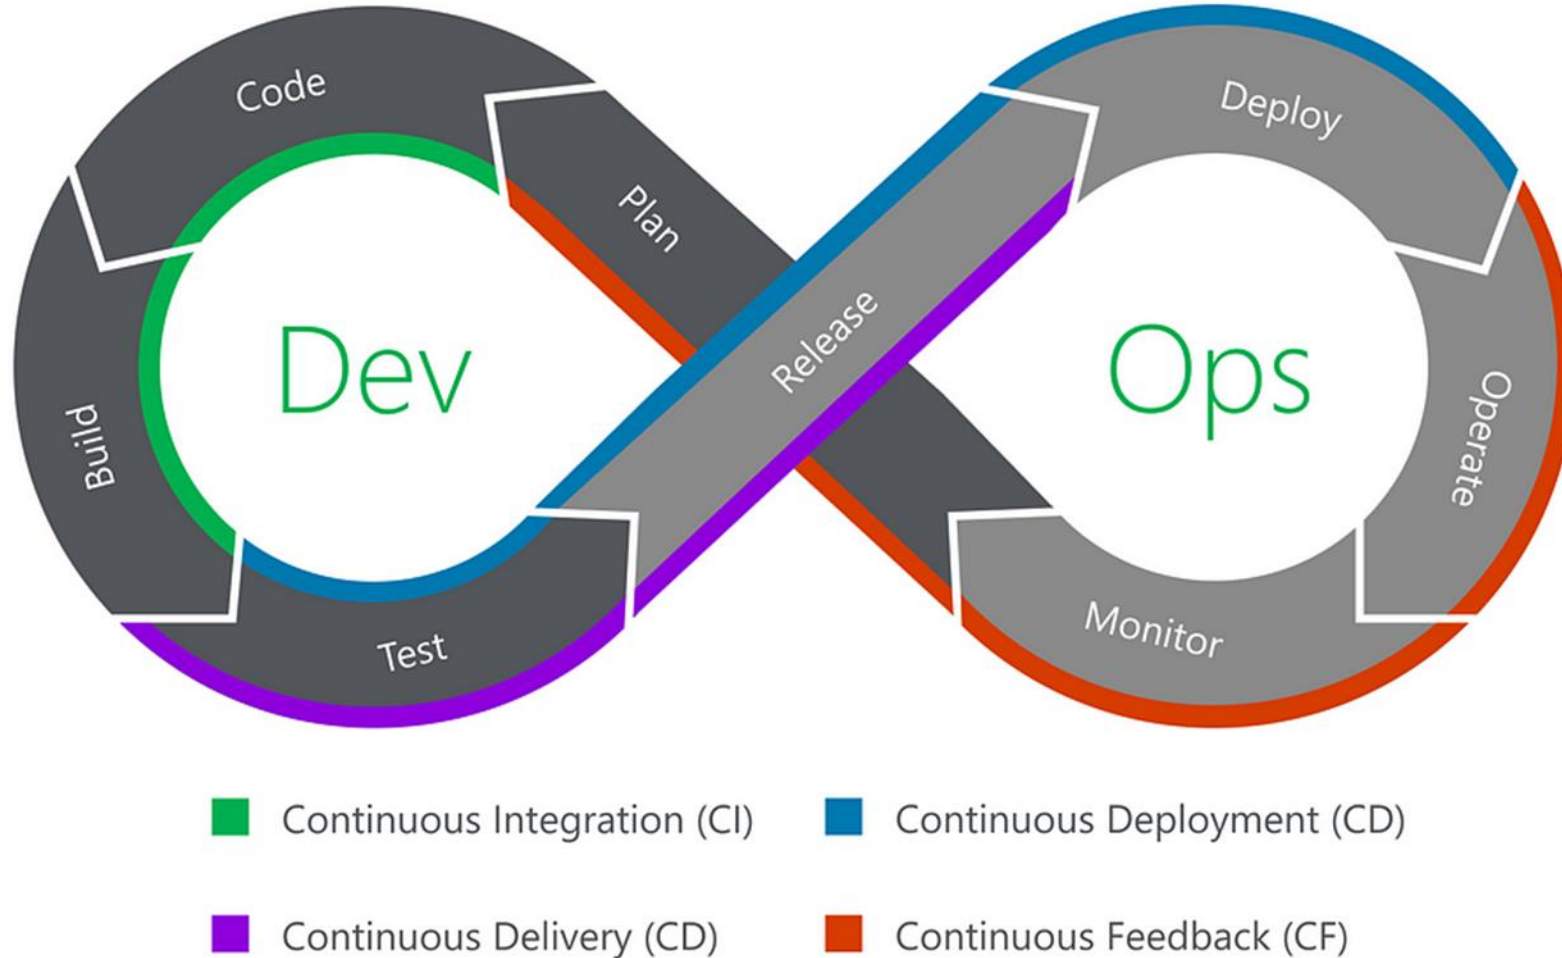 Code
Plan
Deploy
Dev
Release
Ops
Build
Operate
Test
Monitor
Continuous Integration (CI)
Continuous Deployment (CD)
Continuous Delivery (CD)
Continuous Feedback (CF)